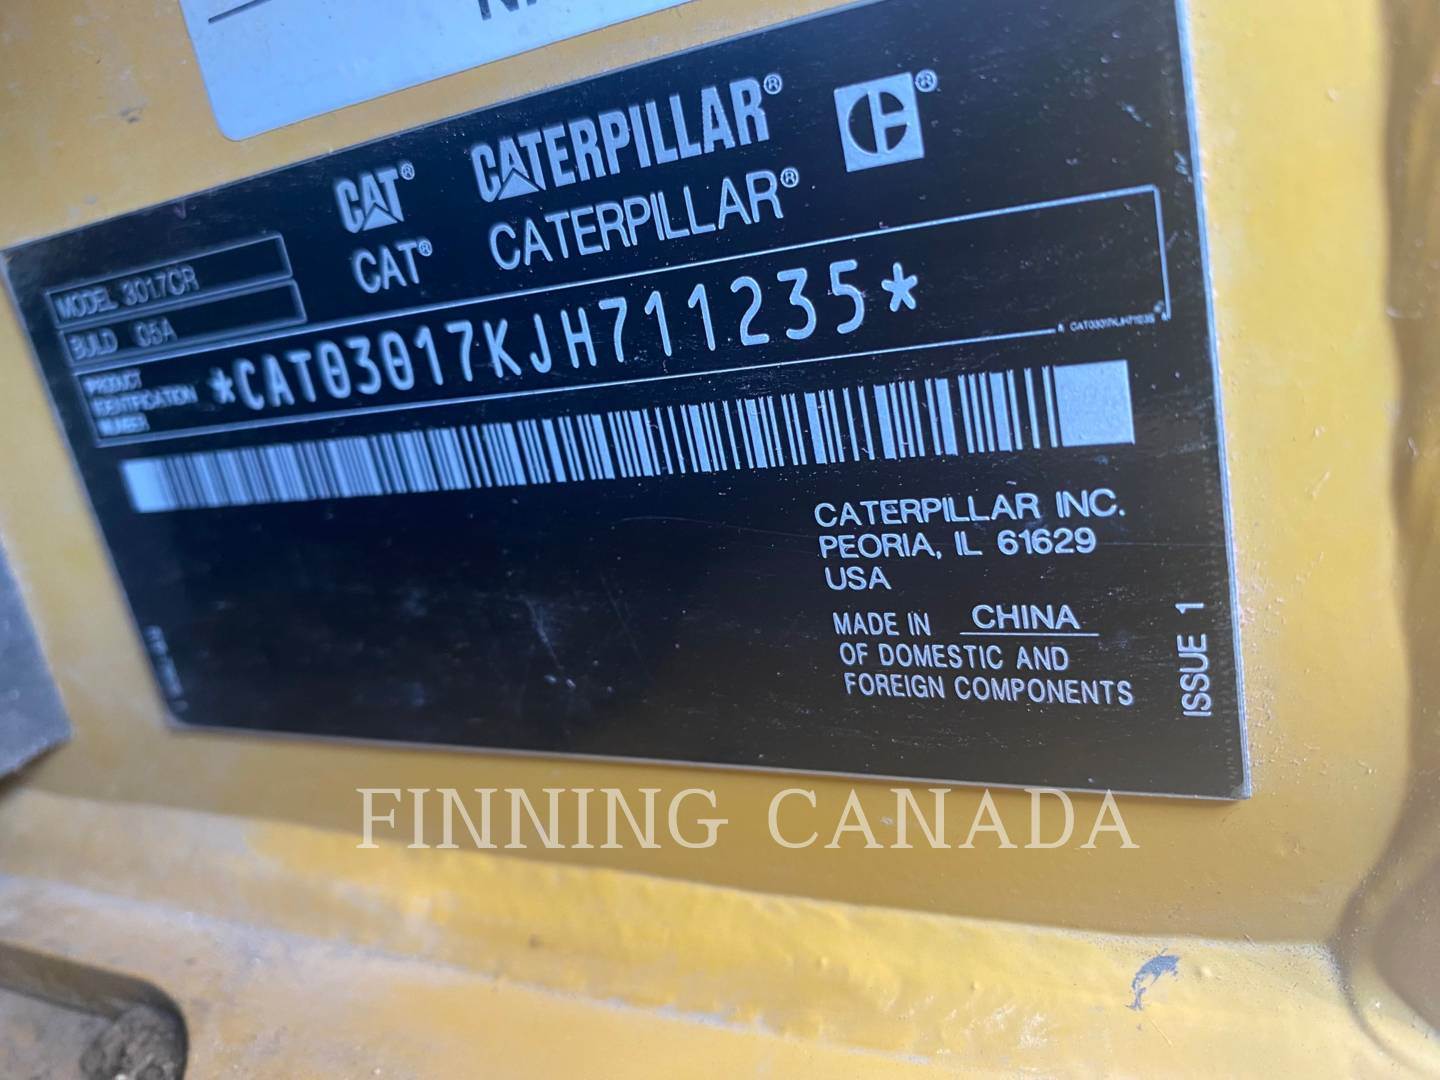 CAT® CATERPILLAR®
CAT® CATERPILLAR®
MODEL 3017CR
BUILD 05A
PRODUCT
IDENTIFICATION
NUMBER
*CAT03017KJH711235*
CAT03017KJH711235
CATERPILLAR INC.
PEORIA, IL 61629
USA
MADE IN CHINA
OF DOMESTIC AND
FOREIGN COMPONENTS
ISSUE 1
FINNING CANADA